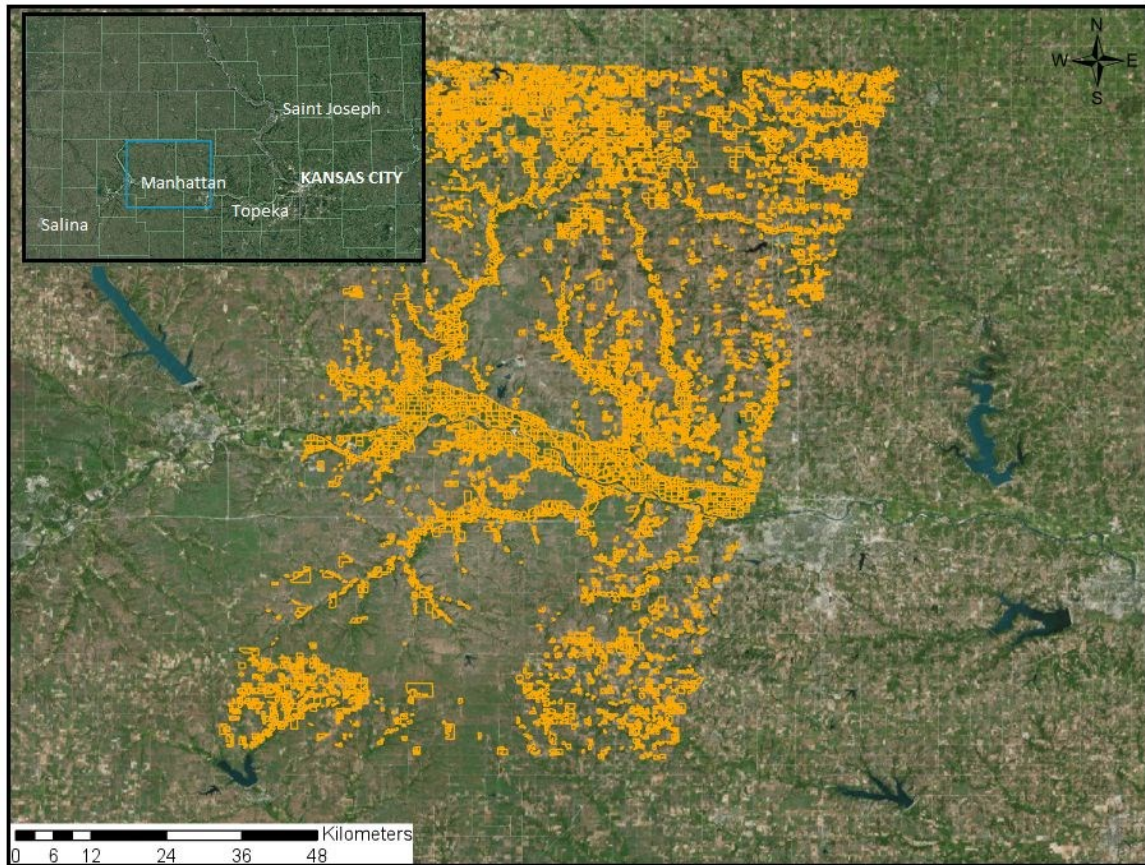 N
W E
S
Saint Joseph
KANSAS CITY
Manhattan
Topeka
Salina
Kilometers
0 6 12 24 36 48